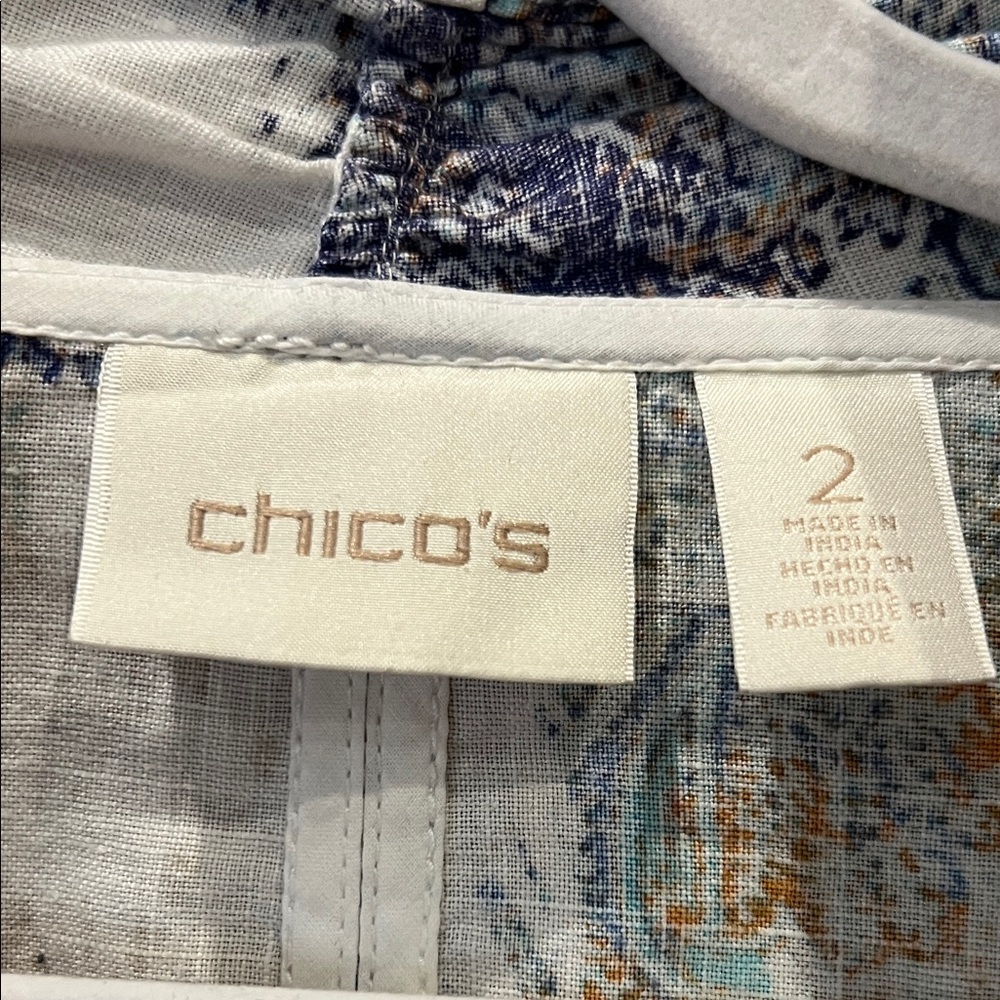 chico's
2
MADE IN
INDIA
HECHO EN
INDIA
FABRIQUÉ EN
INDE